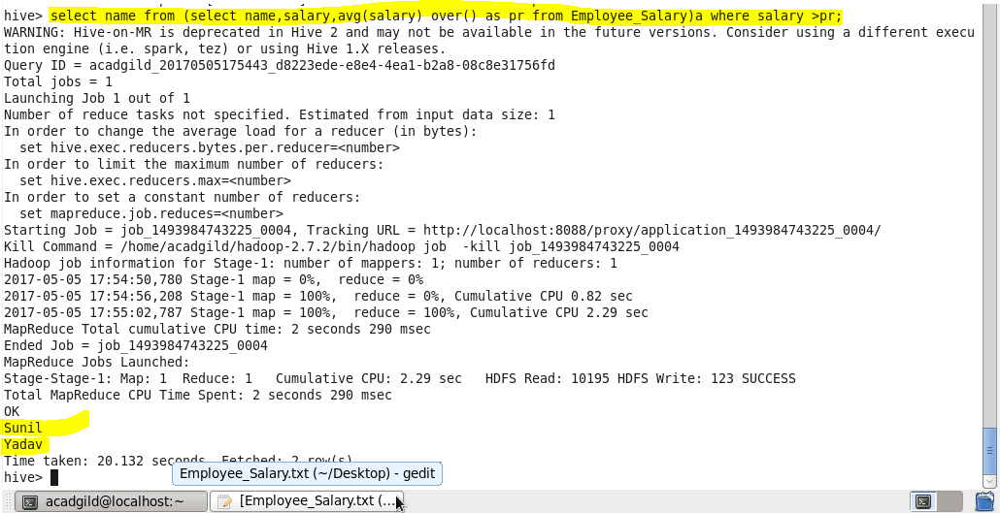 hive> select name from (select name,salary,avg(salary) over() as pr from Employee_Salary)a where salary >pr;
WARNING: Hive-on-MR is deprecated in Hive 2 and may not be available in the future versions. Consider using a different execu
tion engine (i.e. spark, tez) or using Hive 1.X releases.
Query ID = acadgild_20170505175443_d8223ede-e8e4-4ea1-b2a8-08c8e31756fd
Total jobs = 1
Launching Job 1 out of 1
Number of reduce tasks not specified. Estimated from input data size: 1
In order to change the average load for a reducer (in bytes):
  set hive.exec.reducers.bytes.per.reducer=<number>
In order to limit the maximum number of reducers:
  set hive.exec.reducers.max=<number>
In order to set a constant number of reducers:
  set mapreduce.job.reduces=<number>
Starting Job = job_1493984743225_0004, Tracking URL = http://localhost:8088/proxy/application_1493984743225_0004/
Kill Command = /home/acadgild/hadoop-2.7.2/bin/hadoop job  -kill job_1493984743225_0004
Hadoop job information for Stage-1: number of mappers: 1; number of reducers: 1
2017-05-05 17:54:50,780 Stage-1 map = 0%,  reduce = 0%
2017-05-05 17:54:56,208 Stage-1 map = 100%,  reduce = 0%, Cumulative CPU 0.82 sec
2017-05-05 17:55:02,787 Stage-1 map = 100%,  reduce = 100%, Cumulative CPU 2.29 sec
MapReduce Total cumulative CPU time: 2 seconds 290 msec
Ended Job = job_1493984743225_0004
MapReduce Jobs Launched:
Stage-Stage-1: Map: 1  Reduce: 1   Cumulative CPU: 2.29 sec   HDFS Read: 10195 HDFS Write: 123 SUCCESS
Total MapReduce CPU Time Spent: 2 seconds 290 msec
OK
Sunil
Yadav
Time taken: 20.132 seconds, Fetched: 2 row(s)
Employee_Salary.txt (~/Desktop) - gedit
hive>
acadgild@localhost:~
[Employee_Salary.txt (...